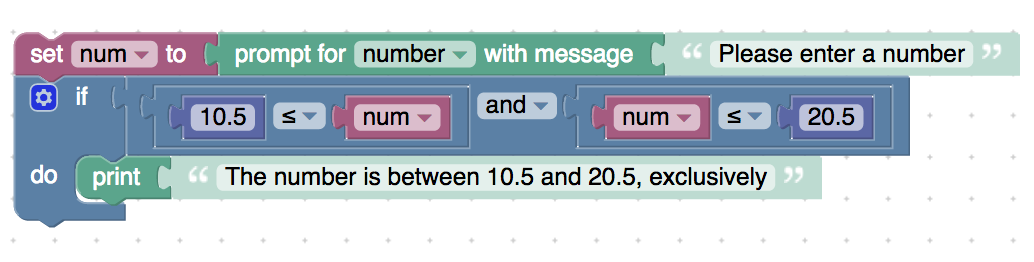 set num to prompt for number with message “ Please enter a number ”
if 10.5 ≤ num and num ≤ 20.5
do print “ The number is between 10.5 and 20.5, exclusively ”